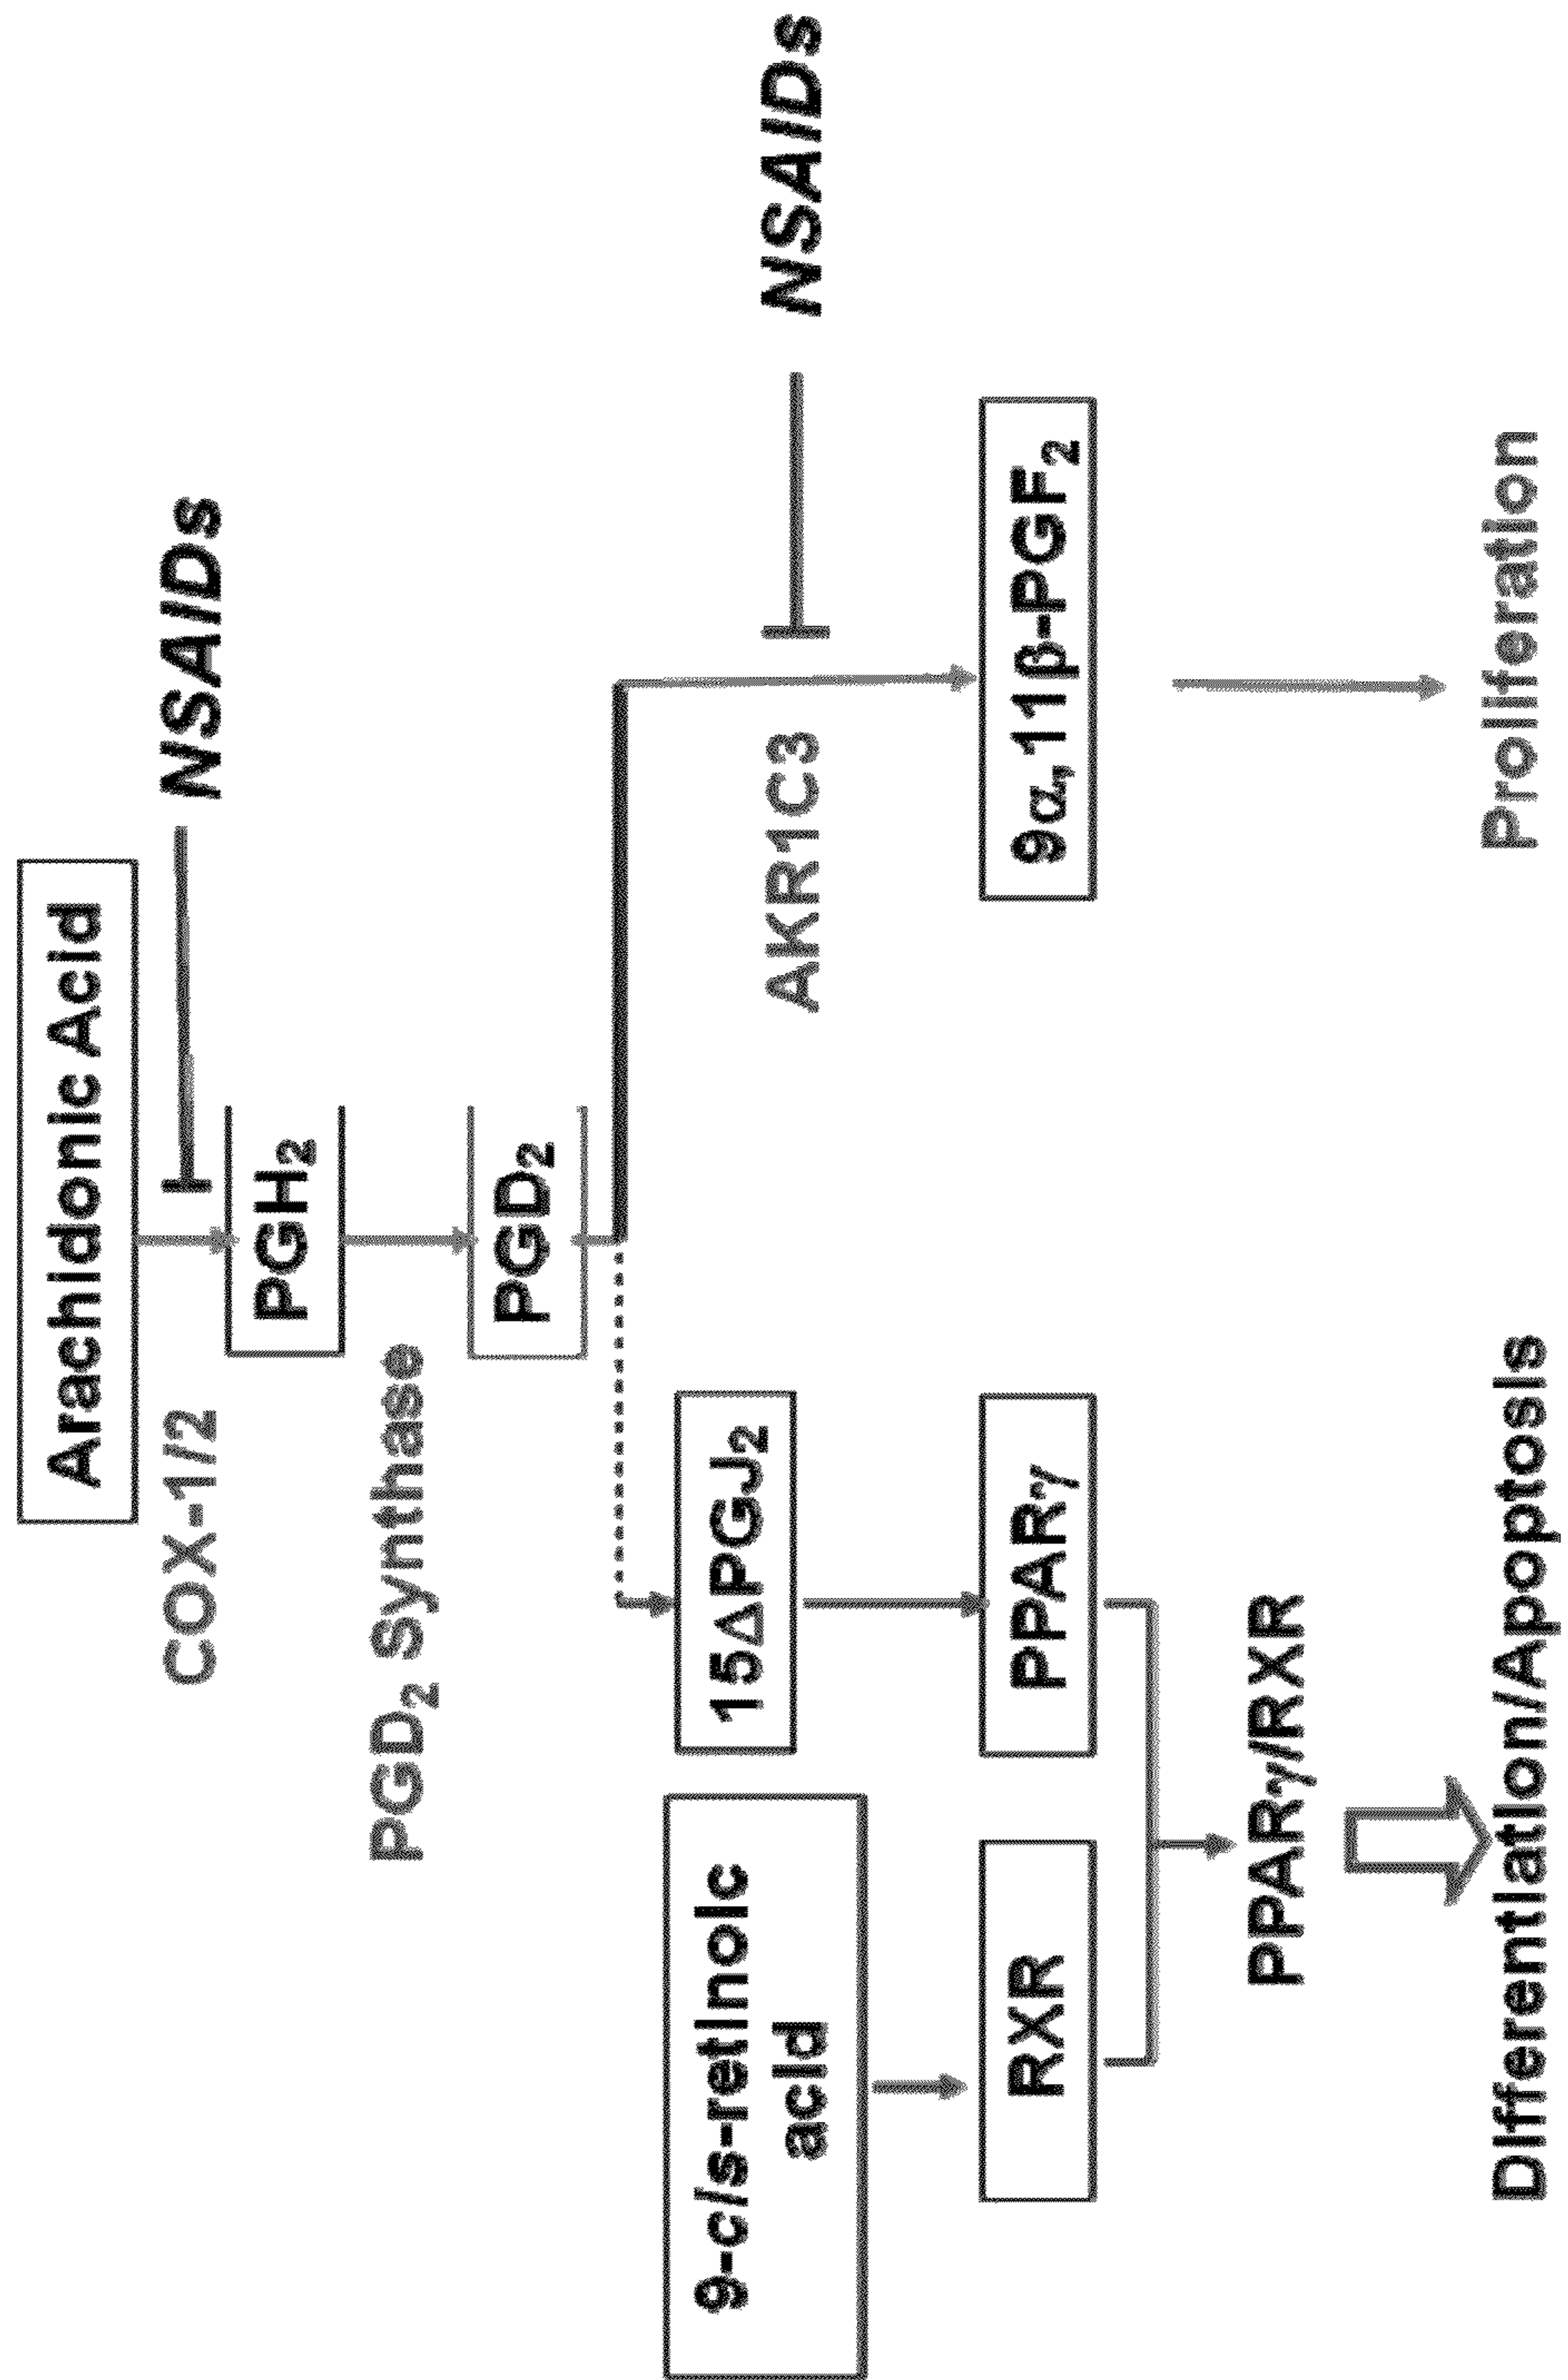 Arachidonic Acid
COX-1/2
NSAIDs
PGH₂
PGD₂ Synthase
PGD₂
15ΔPGJ₂
9-cis-retinoic
acid
AKR1C3
NSAIDs
RXR
PPARγ
9α,11β-PGF₂
PPARγ/RXR
Differentiation/Apoptosis
Proliferation